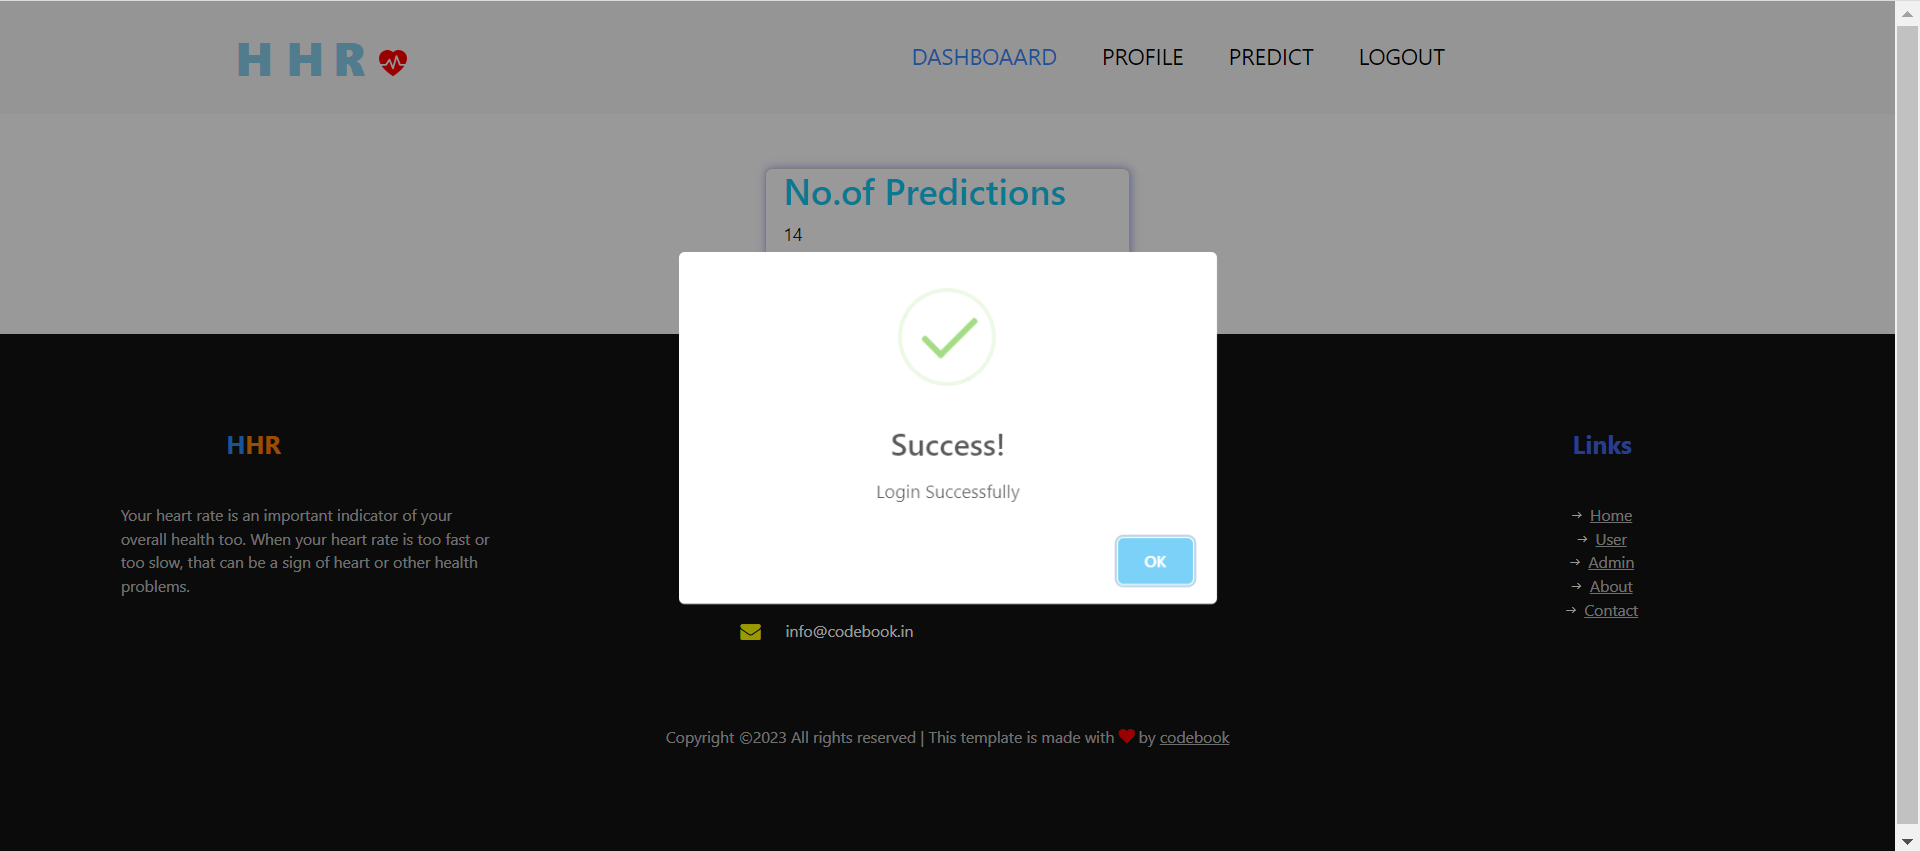 H H R
DASHBOAARD PROFILE PREDICT LOGOUT
No.of Predictions
14
Success!
Login Successfully
OK
HHR
Your heart rate is an important indicator of your
overall health too. When your heart rate is too fast or
too slow, that can be a sign of heart or other health
problems.
info@codebook.in
Links
→ Home
→ User
→ Admin
→ About
→ Contact
Copyright ©2023 All rights reserved | This template is made with ❤ by codebook